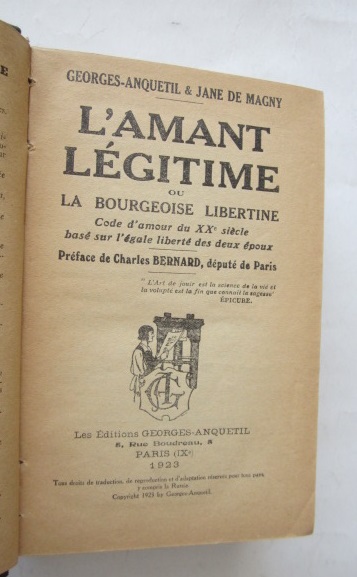 GEORGES-ANQUETIL & JANE DE MAGNY
L'AMANT
LÉGITIME
OU
LA BOURGEOISE LIBERTINE
Code d'amour du XXe siècle
basé sur l'égale liberté des deux époux
Préface de Charles BERNARD, député de Paris
"L'Art de jouir est la science de la vie et
la volupté est la fin que connait la sagesse"
ÉPICURE.
Les Éditions GEORGES-ANQUETIL
5, Rue Boudreau, 5
PARIS (IXe)
1923
Tous droits de traduction, de reproduction et d'adaptation réservés pour tous pays,
y compris la Russie.
Copyright 1923 by Georges-Anquetil.